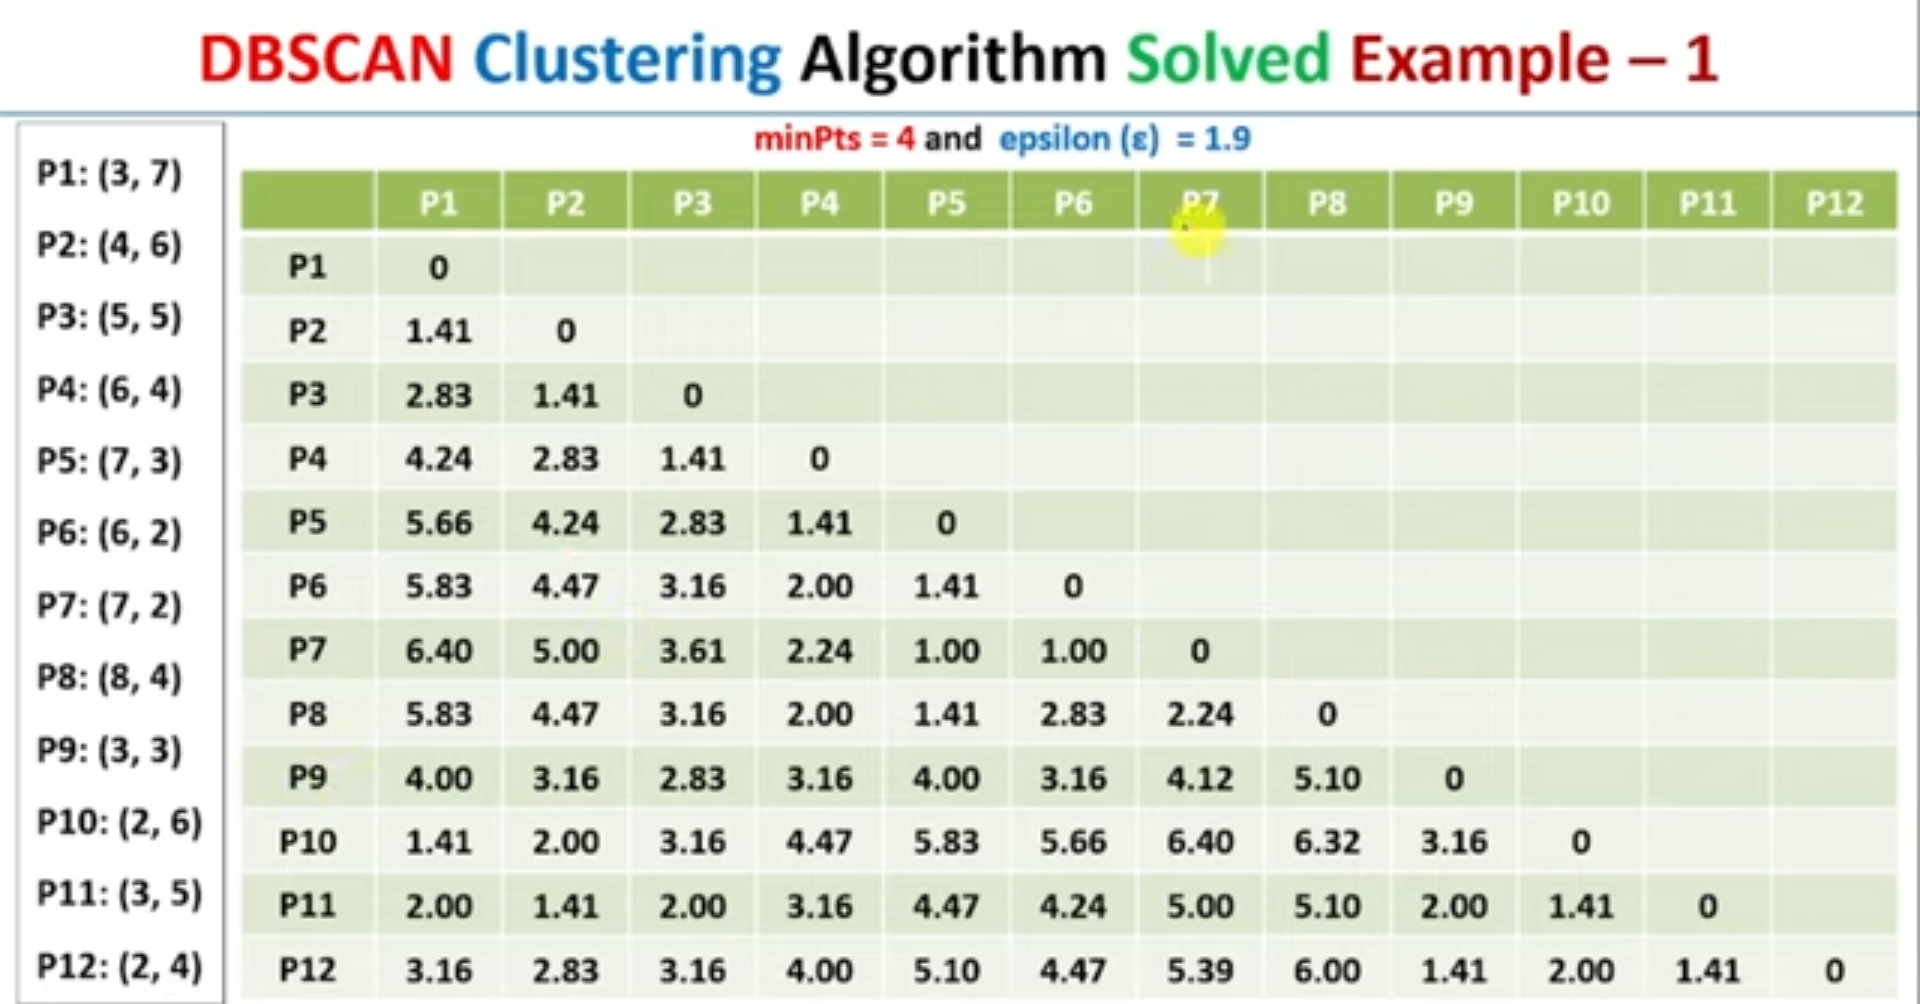 DBSCAN Clustering Algorithm Solved Example – 1
minPts = 4 and epsilon (ε) = 1.9
P1: (3, 7)
P2: (4, 6)
P3: (5, 5)
P4: (6, 4)
P5: (7, 3)
P6: (6, 2)
P7: (7, 2)
P8: (8, 4)
P9: (3, 3)
P10: (2, 6)
P11: (3, 5)
P12: (2, 4)
P1 P2 P3 P4 P5 P6 P7 P8 P9 P10 P11 P12
P1 0
P2 1.41 0
P3 2.83 1.41 0
P4 4.24 2.83 1.41 0
P5 5.66 4.24 2.83 1.41 0
P6 5.83 4.47 3.16 2.00 1.41 0
P7 6.40 5.00 3.61 2.24 1.00 1.00 0
P8 5.83 4.47 3.16 2.00 1.41 2.83 2.24 0
P9 4.00 3.16 2.83 3.16 4.00 3.16 4.12 5.10 0
P10 1.41 2.00 3.16 4.47 5.83 5.66 6.40 6.32 3.16 0
P11 2.00 1.41 2.00 3.16 4.47 4.24 5.00 5.10 2.00 1.41 0
P12 3.16 2.83 3.16 4.00 5.10 4.47 5.39 6.00 1.41 2.00 1.41 0